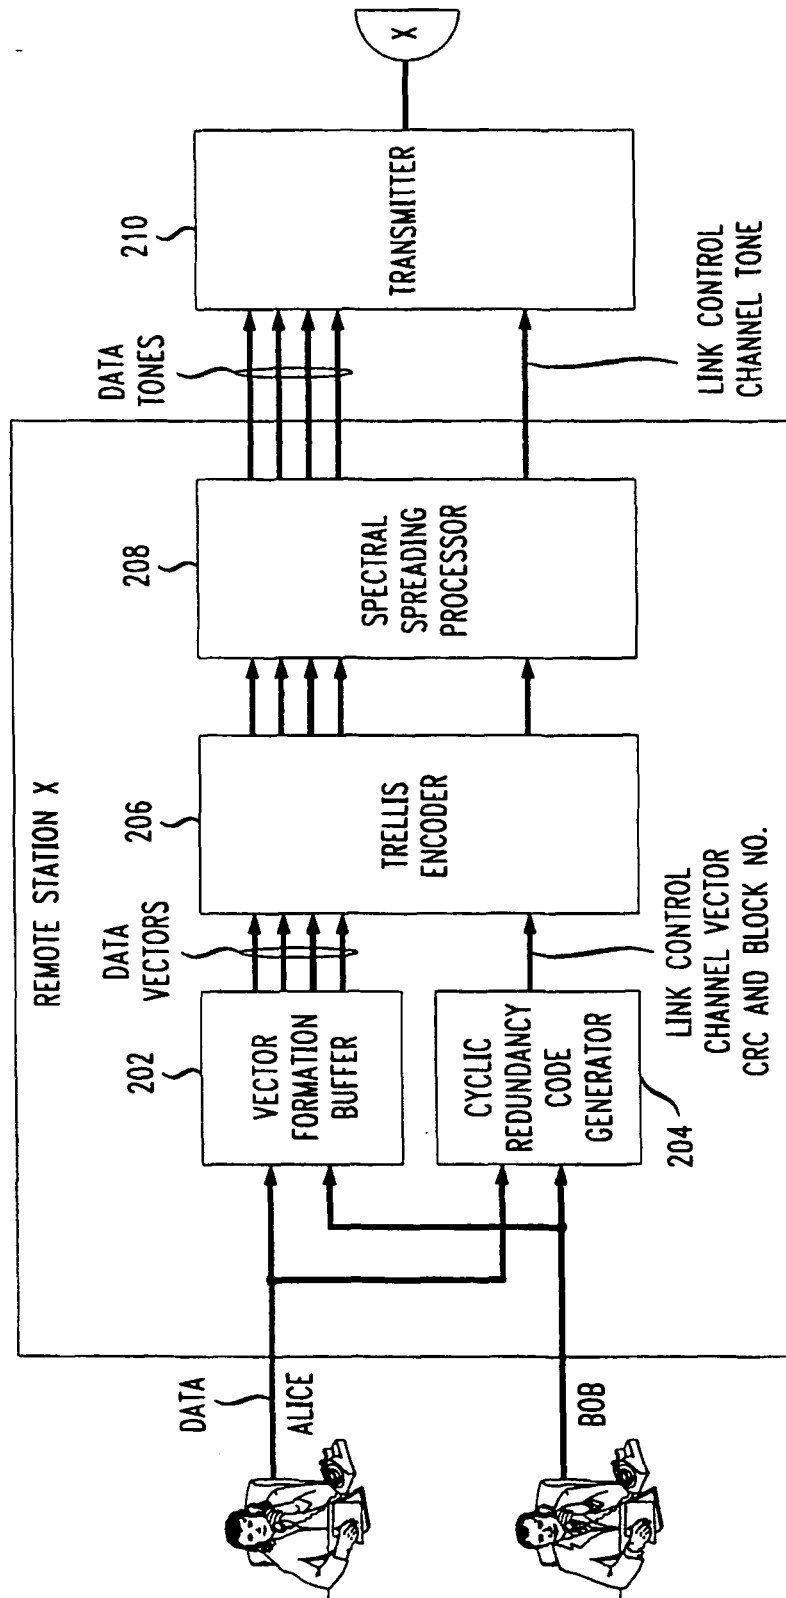 REMOTE STATION X
DATA
ALICE
BOB
202
VECTOR
FORMATION
BUFFER
CYCLIC
REDUNDANCY
CODE
GENERATOR
204
DATA
VECTORS
LINK CONTROL
CHANNEL VECTOR
CRC AND BLOCK NO.
206
TRELLIS
ENCODER
208
SPECTRAL
SPREADING
PROCESSOR
DATA
TONES
LINK CONTROL
CHANNEL TONE
210
TRANSMITTER
X